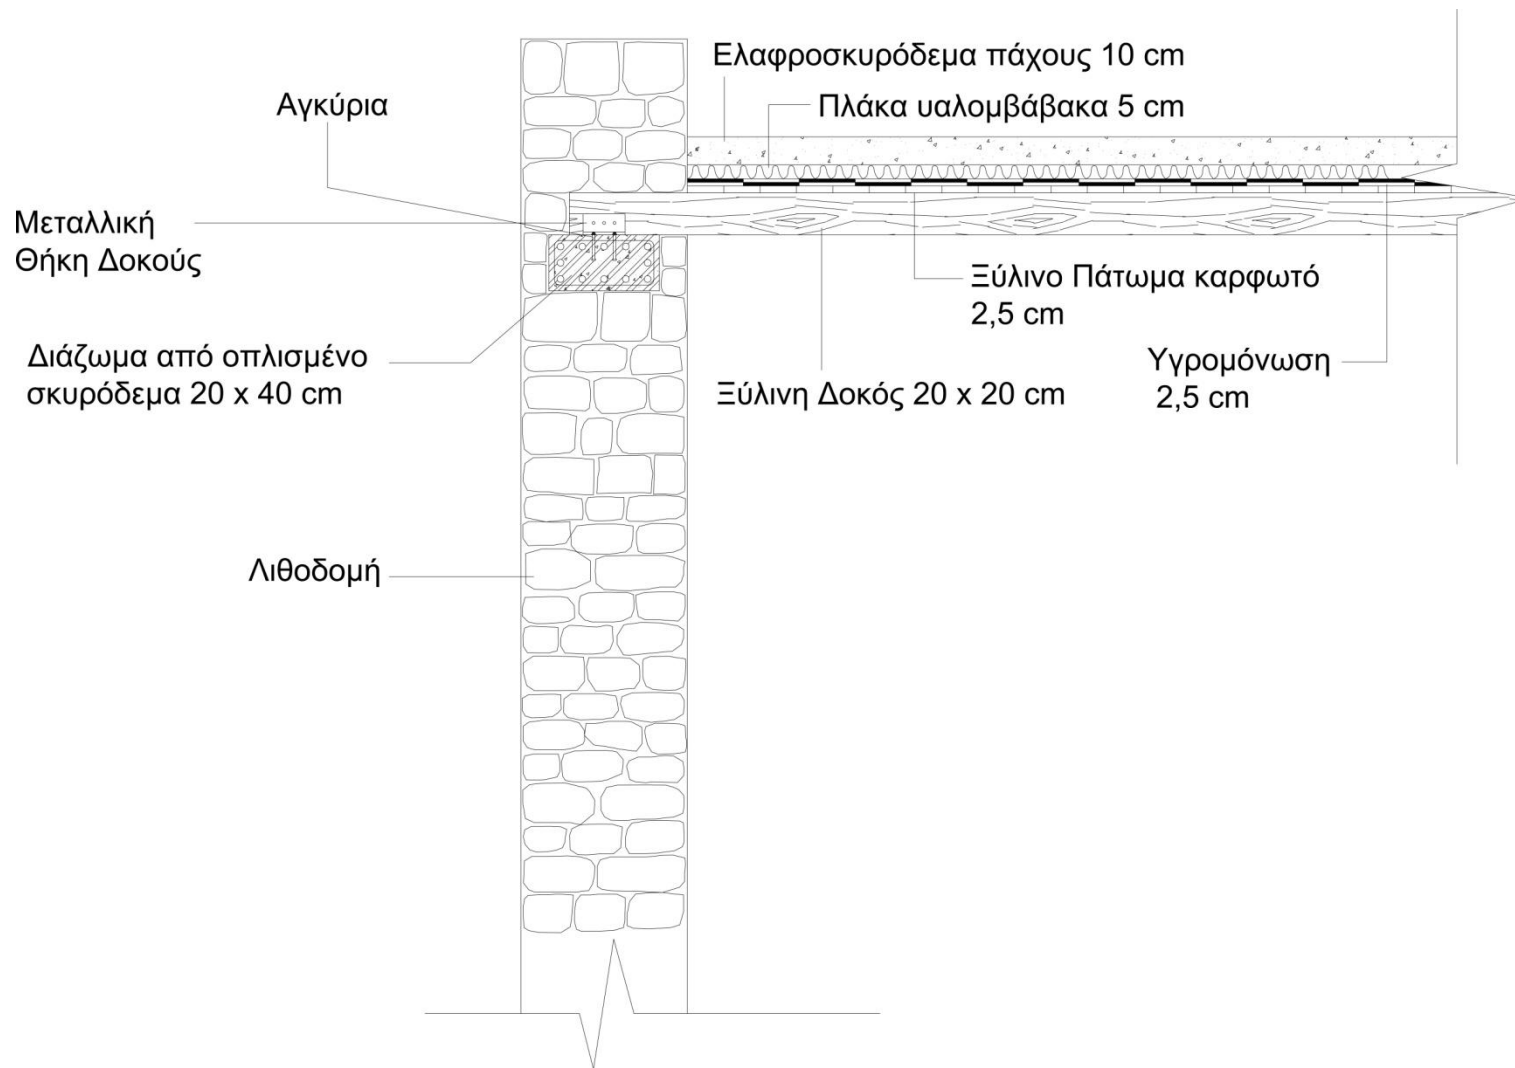 Ελαφροσκυρόδεμα πάχους 10 cm
Αγκύρια
Πλάκα υαλομβάβακα 5 cm
Μεταλλική
Θήκη Δοκούς
Ξύλινο Πάτωμα καρφωτό
2,5 cm
Διάζωμα από οπλισμένο
σκυρόδεμα 20 x 40 cm
Ξύλινη Δοκός 20 x 20 cm
Υγρομόνωση
2,5 cm
Λιθοδομή